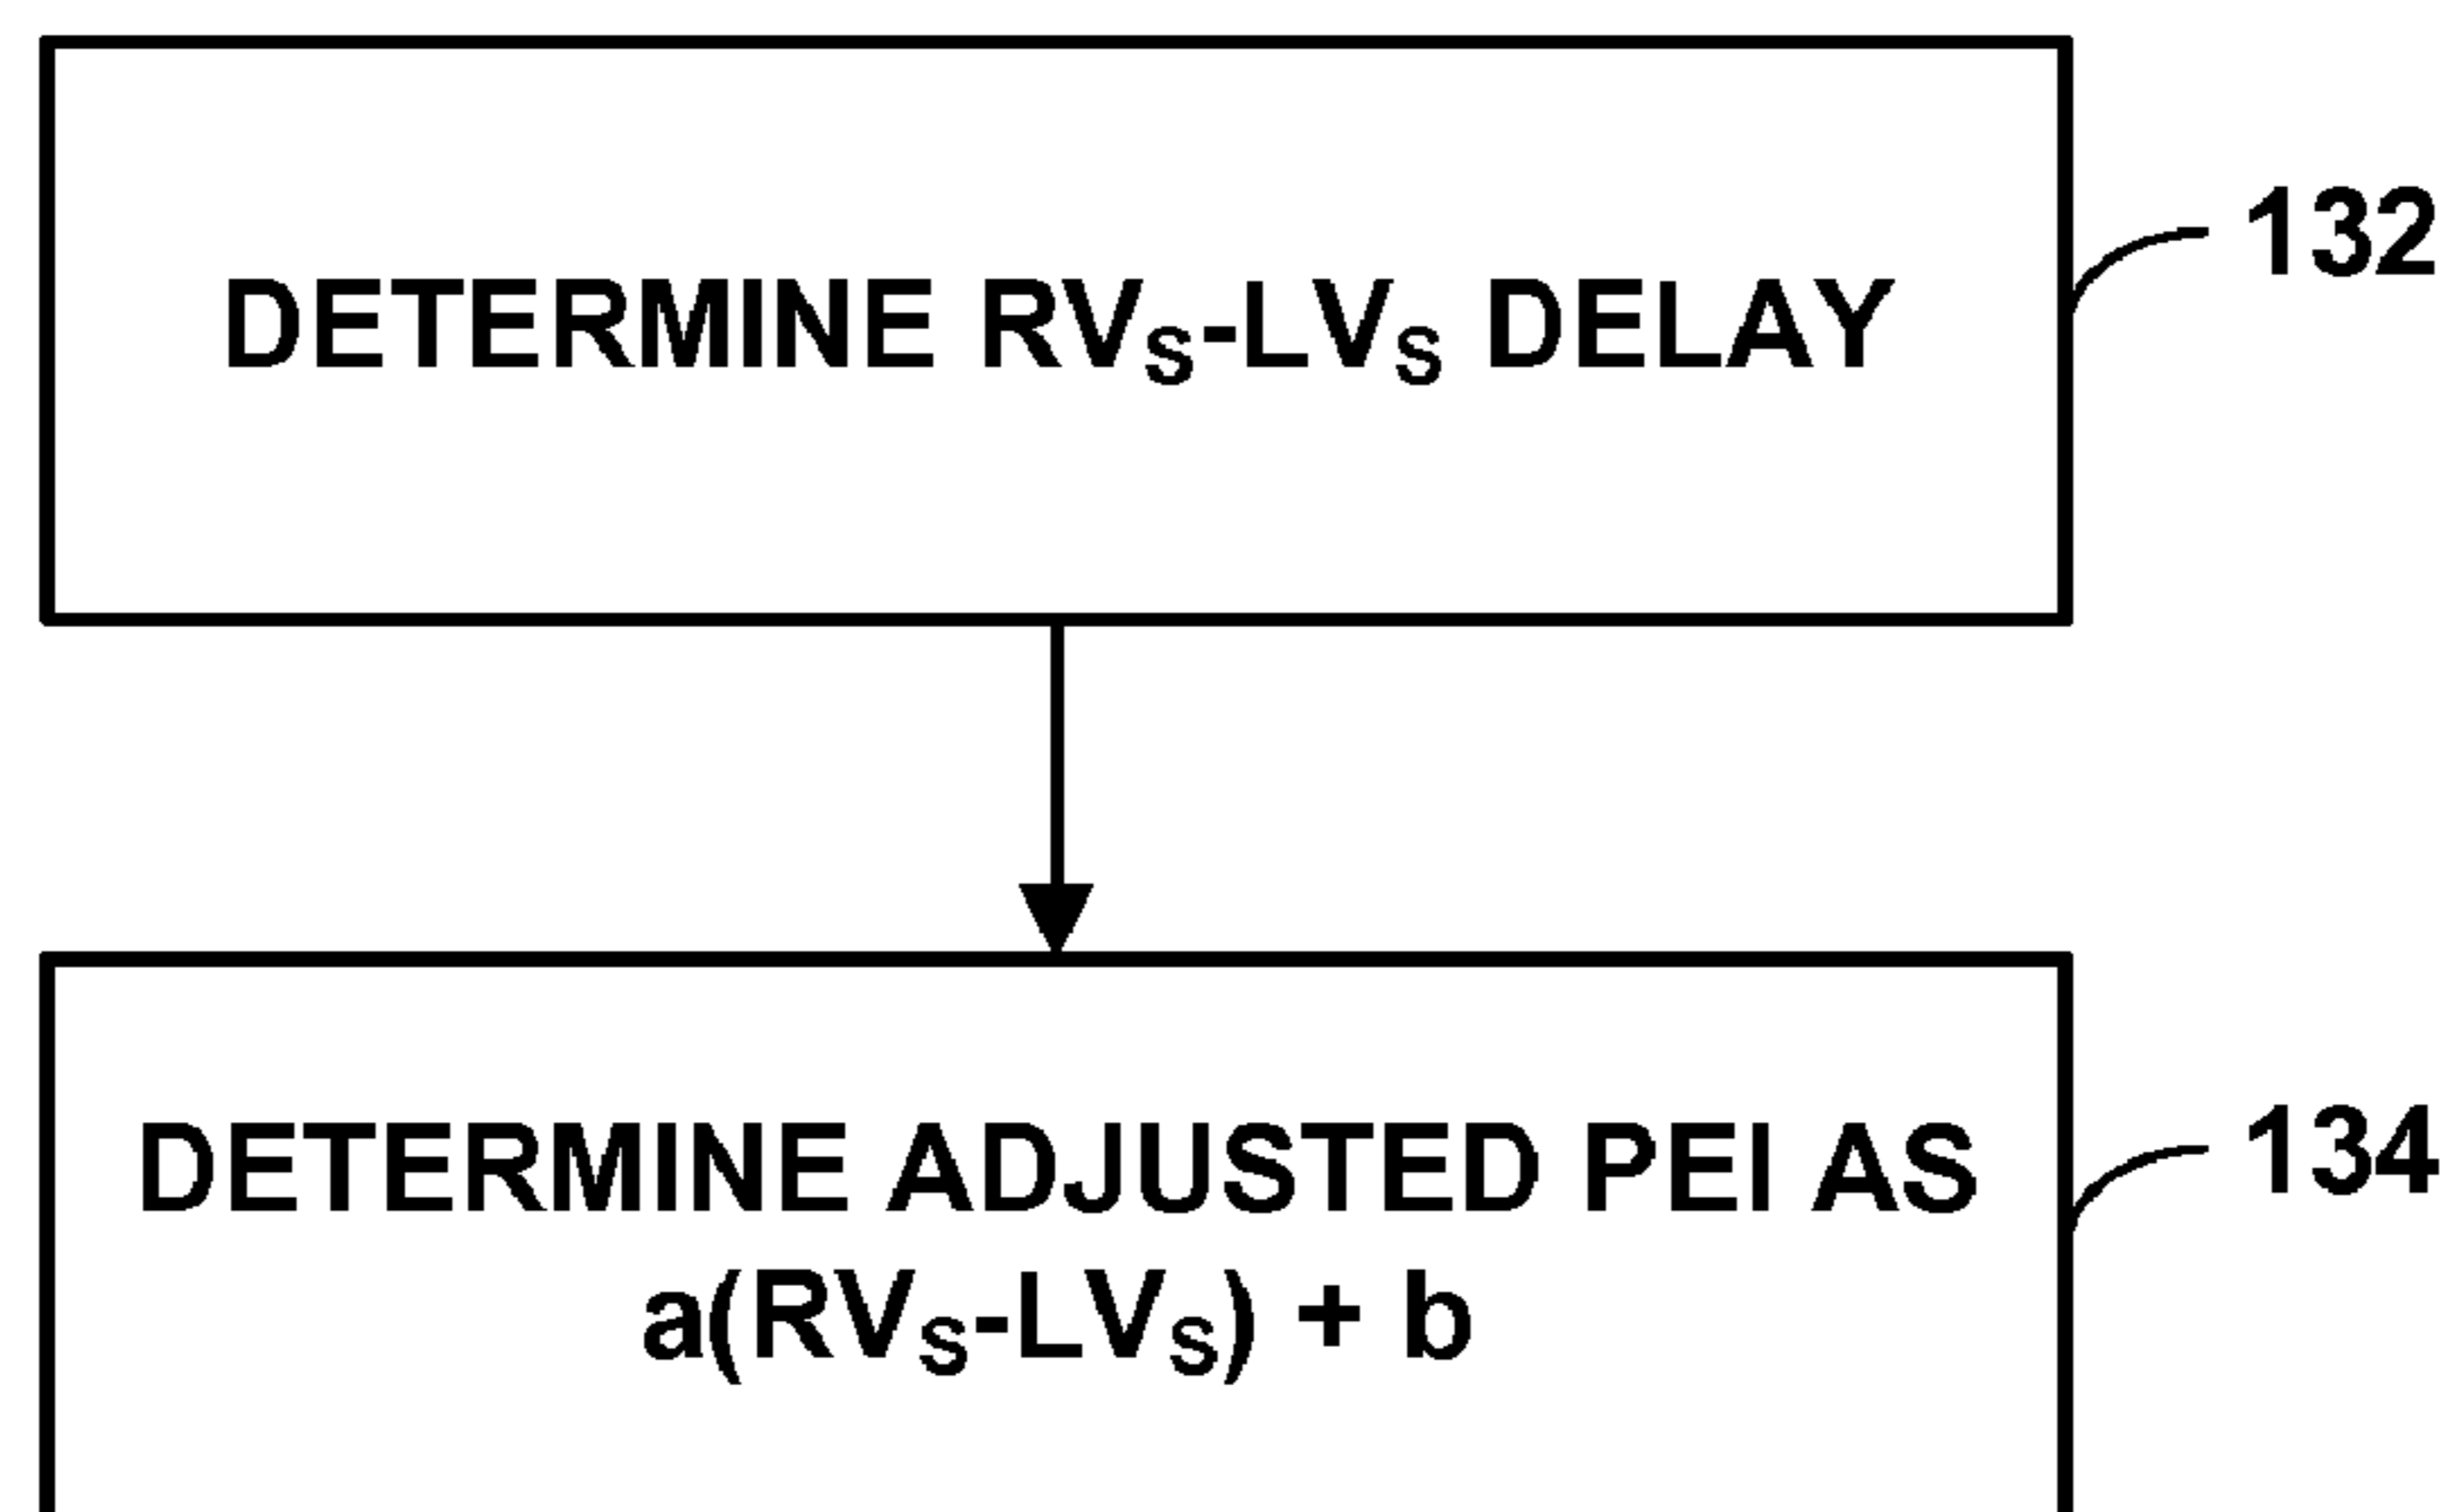 DETERMINE RVS-LVS DELAY
132
DETERMINE ADJUSTED PEI AS
a(RVS-LVS) + b
134